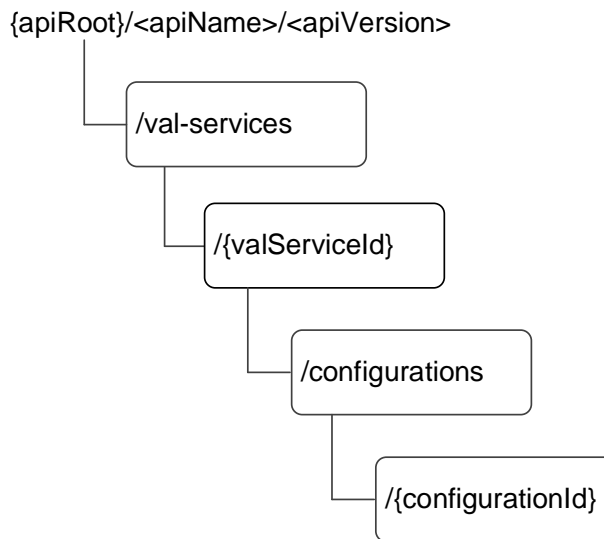 {apiRoot}/<apiName>/<apiVersion>
/val-services
/{valServiceId}
/configurations
/{configurationId}